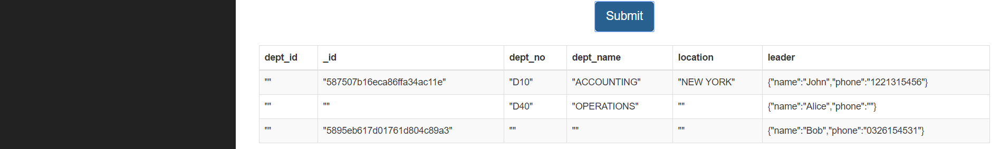 Submit
dept_id _id dept_no dept_name location leader
"" "587507b16eca86ffa34ac11e" "D10" "ACCOUNTING" "NEW YORK" {"name":"John","phone":"1221315456"}
"" "" "D40" "OPERATIONS" "" {"name":"Alice","phone":""}
"" "5895eb617d01761d804c89a3" "" "" "" {"name":"Bob","phone":"0326154531"}